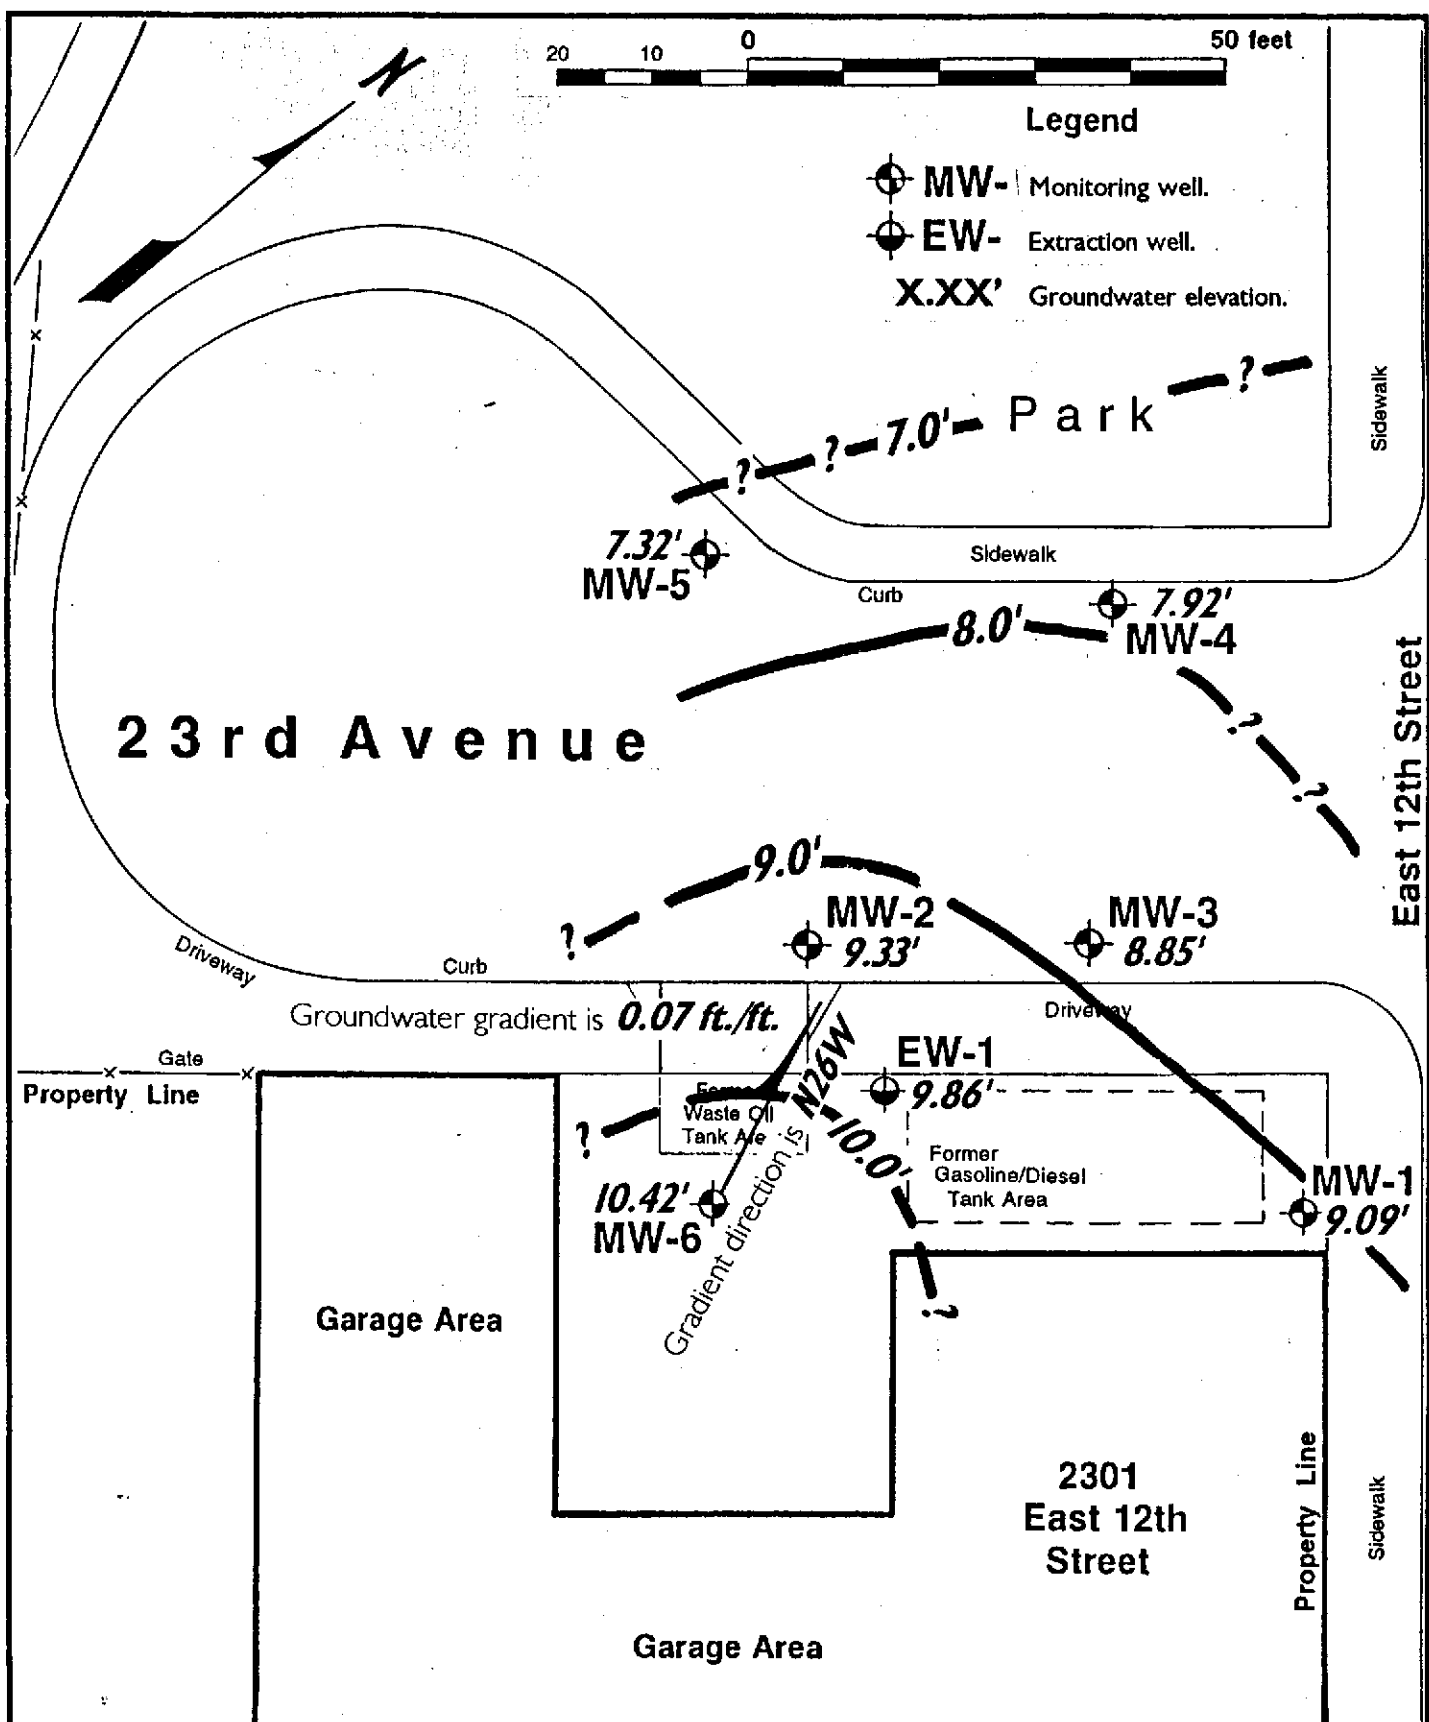 N
20 10 0 50 feet
Legend
MW- Monitoring well.
EW- Extraction well.
X.XX' Groundwater elevation.
Sidewalk
?
Park
7.0'
?
?
7.32'
MW-5
Sidewalk
Curb
7.92'
MW-4
8.0'
East 12th Street
23rd Avenue
?
?
9.0'
MW-2
9.33'
MW-3
8.85'
?
Driveway
Curb
Groundwater gradient is 0.07 ft./ft.
Driveway
Gate
Property Line
EW-1
9.86'
Gradient direction is N26W
Waste Oil
Tank
?
10.0'
Former
Gasoline/Diesel
Tank Area
MW-1
9.09'
10.42'
MW-6
?
Garage Area
2301
East 12th
Street
Property Line
Sidewalk
Garage Area